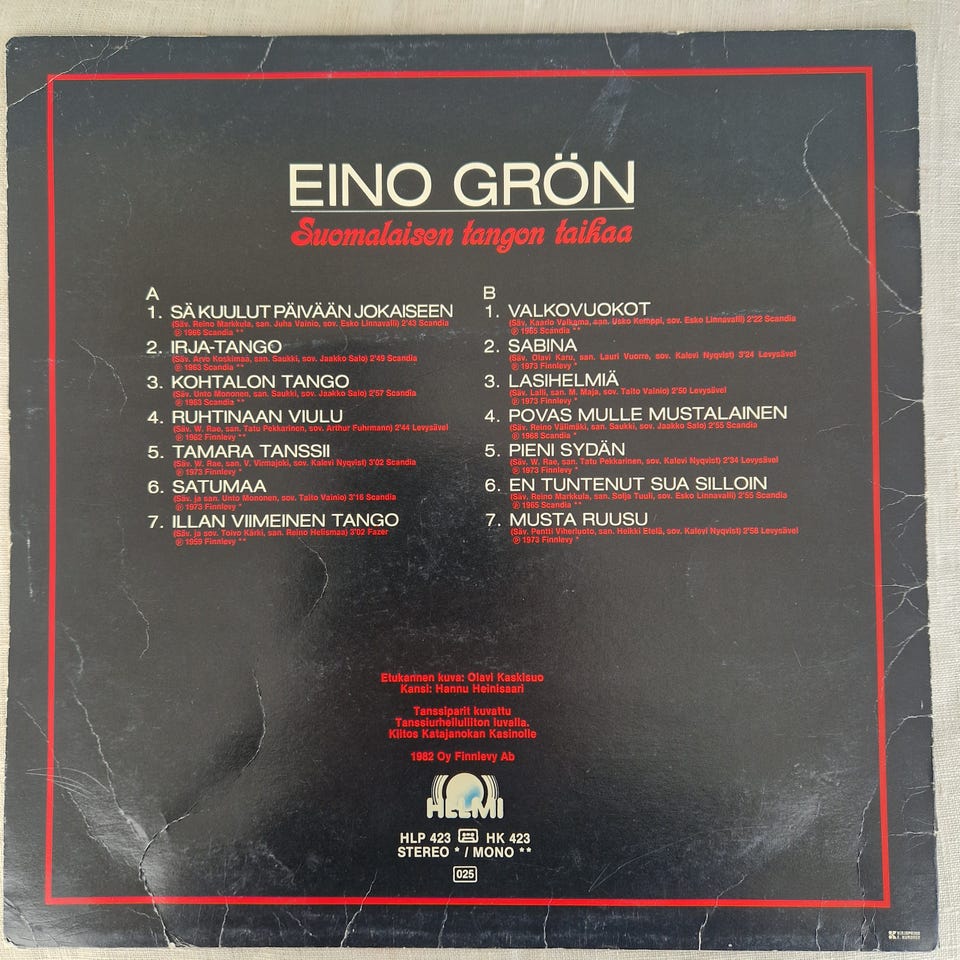 EINO GRÖN
Suomalaisen tangon taikaa
A
1. SÄ KUULUT PÄIVÄÄN JOKAISEEN
(Säv. Reino Markkula, san. Juha Vainio, sov. Esko Linnavalli) 2'43 Scandia
℗ 1965 Scandia **
2. IRJA-TANGO
(Säv. Arvo Koskimaa, san. Saukki, sov. Jaakko Salo) 2'49 Scandia
℗ 1963 Scandia **
3. KOHTALON TANGO
(Säv. Unto Mononen, san. Saukki, sov. Jaakko Salo) 2'57 Scandia
℗ 1963 Scandia **
4. RUHTINAAN VIULU
(Säv. W. Rae, san. Tatu Pekkarinen, sov. Arthur Fuhrmann) 2'44 Levysävel
℗ 1962 Finnlevy **
5. TAMARA TANSSII
(Säv. W. Rae, san. V. Virmajoki, sov. Kalevi Nyqvist) 3'02 Scandia
℗ 1973 Finnlevy *
6. SATUMAA
(Säv. ja san. Unto Mononen, sov. Taito Vainio) 3'16 Scandia
℗ 1973 Finnlevy *
7. ILLAN VIIMEINEN TANGO
(Säv. ja sov. Toivo Kärki, san. Reino Helismaa) 3'02 Fazer
℗ 1959 Finnlevy **
B
1. VALKOVUOKOT
(Säv. Kaarlo Valkama, san. Usko Kemppi, sov. Esko Linnavalli) 2'22 Scandia
℗ 1965 Scandia **
2. SABINA
(Säv. Olavi Karu, san. Lauri Vuorre, sov. Kalevi Nyqvist) 3'24 Levysävel
℗ 1973 Finnlevy *
3. LASIHELMIÄ
(Säv. Lalli, san. M. Maja, sov. Taito Vainio) 2'50 Levysävel
℗ 1973 Finnlevy *
4. POVAS MULLE MUSTALAINEN
(Säv. Reino Välimäki, san. Saukki, sov. Jaakko Salo) 2'55 Scandia
℗ 1968 Scandia *
5. PIENI SYDÄN
(Säv. W. Rae, san. Tatu Pekkarinen, sov. Kalevi Nyqvist) 2'34 Levysävel
℗ 1973 Finnlevy *
6. EN TUNTENUT SUA SILLOIN
(Säv. Reino Markkula, san. Solja Tuuli, sov. Esko Linnavalli) 2'55 Scandia
℗ 1965 Scandia **
7. MUSTA RUUSU
(Säv. Pentti Viherluoto, san. Heikki Etelä, sov. Kalevi Nyqvist) 2'58 Levysävel
℗ 1973 Finnlevy *
Etukannen kuva: Olavi Kaskisuo
Kansi: Hannu Heinisaari
Tanssiparit kuvattu
Tanssiurheiluliiton luvalla.
Kiitos Katajanokan Kasinolle
1982 Oy Finnlevy Ab
HELMI
HLP 423 HK 423
STEREO * / MONO **
025